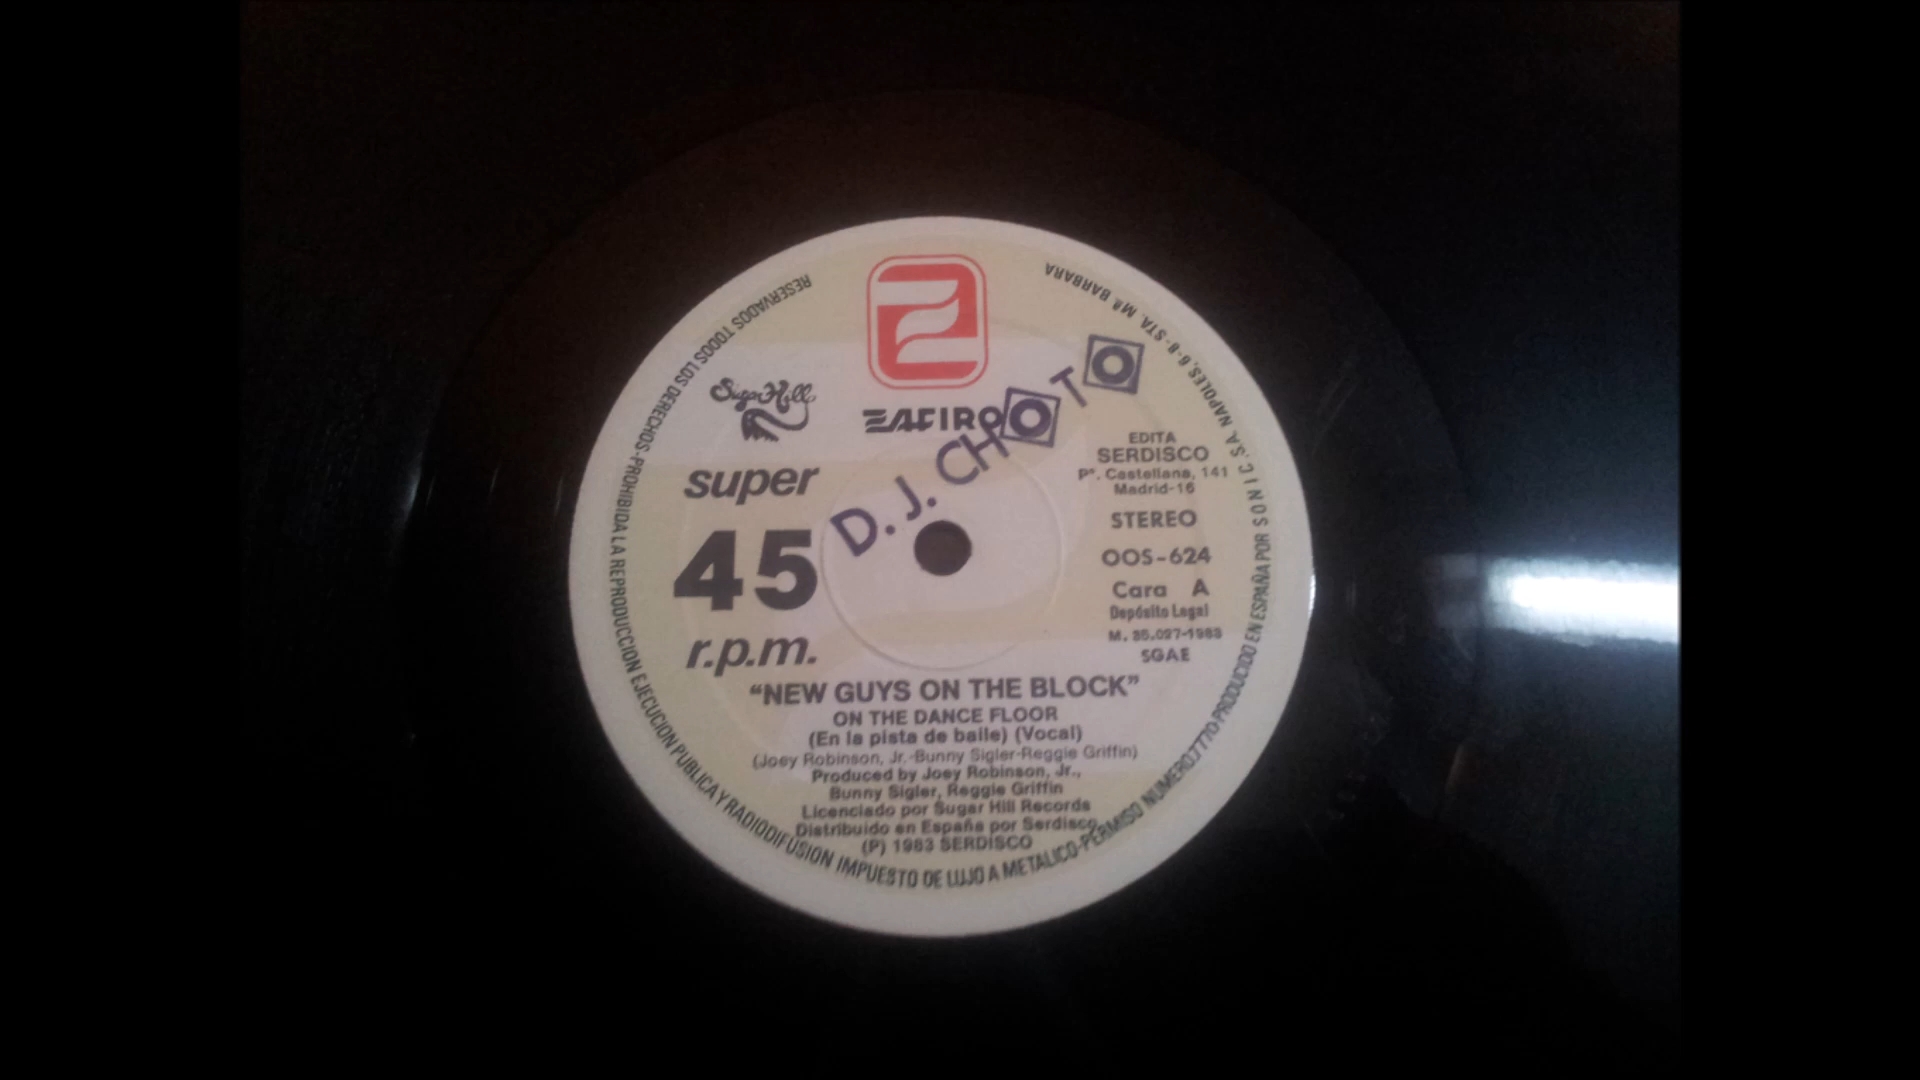 Sugar Hill
ZAFIRO
D.J. CHOTO
super
45
r.p.m.
EDITA
SERDISCO
Pº. Castellana, 141
Madrid-16
STEREO
OOS-624
Cara A
Depósito Legal
M. 35.027-1983
SGAE
"NEW GUYS ON THE BLOCK"
ON THE DANCE FLOOR
(En la pista de baile) (Vocal)
(Joey Robinson, Jr.-Bunny Sigler-Reggie Griffin)
Produced by Joey Robinson, Jr.,
Bunny Sigler, Reggie Griffin
Licenciado por Sugar Hill Records
Distribuido en España por Serdisco
(P) 1983 SERDISCO
RESERVADOS TODOS LOS DERECHOS-PROHIBIDA LA REPRODUCCION EJECUCION PUBLICA Y RADIODIFUSION IMPUESTO DE LUJO A METALICO-PERMISO NUMERO 7770-PRODUCIDO EN ESPAÑA POR SONIC S.A. NAPOLES, 6-8-STA. Mª BARBARA